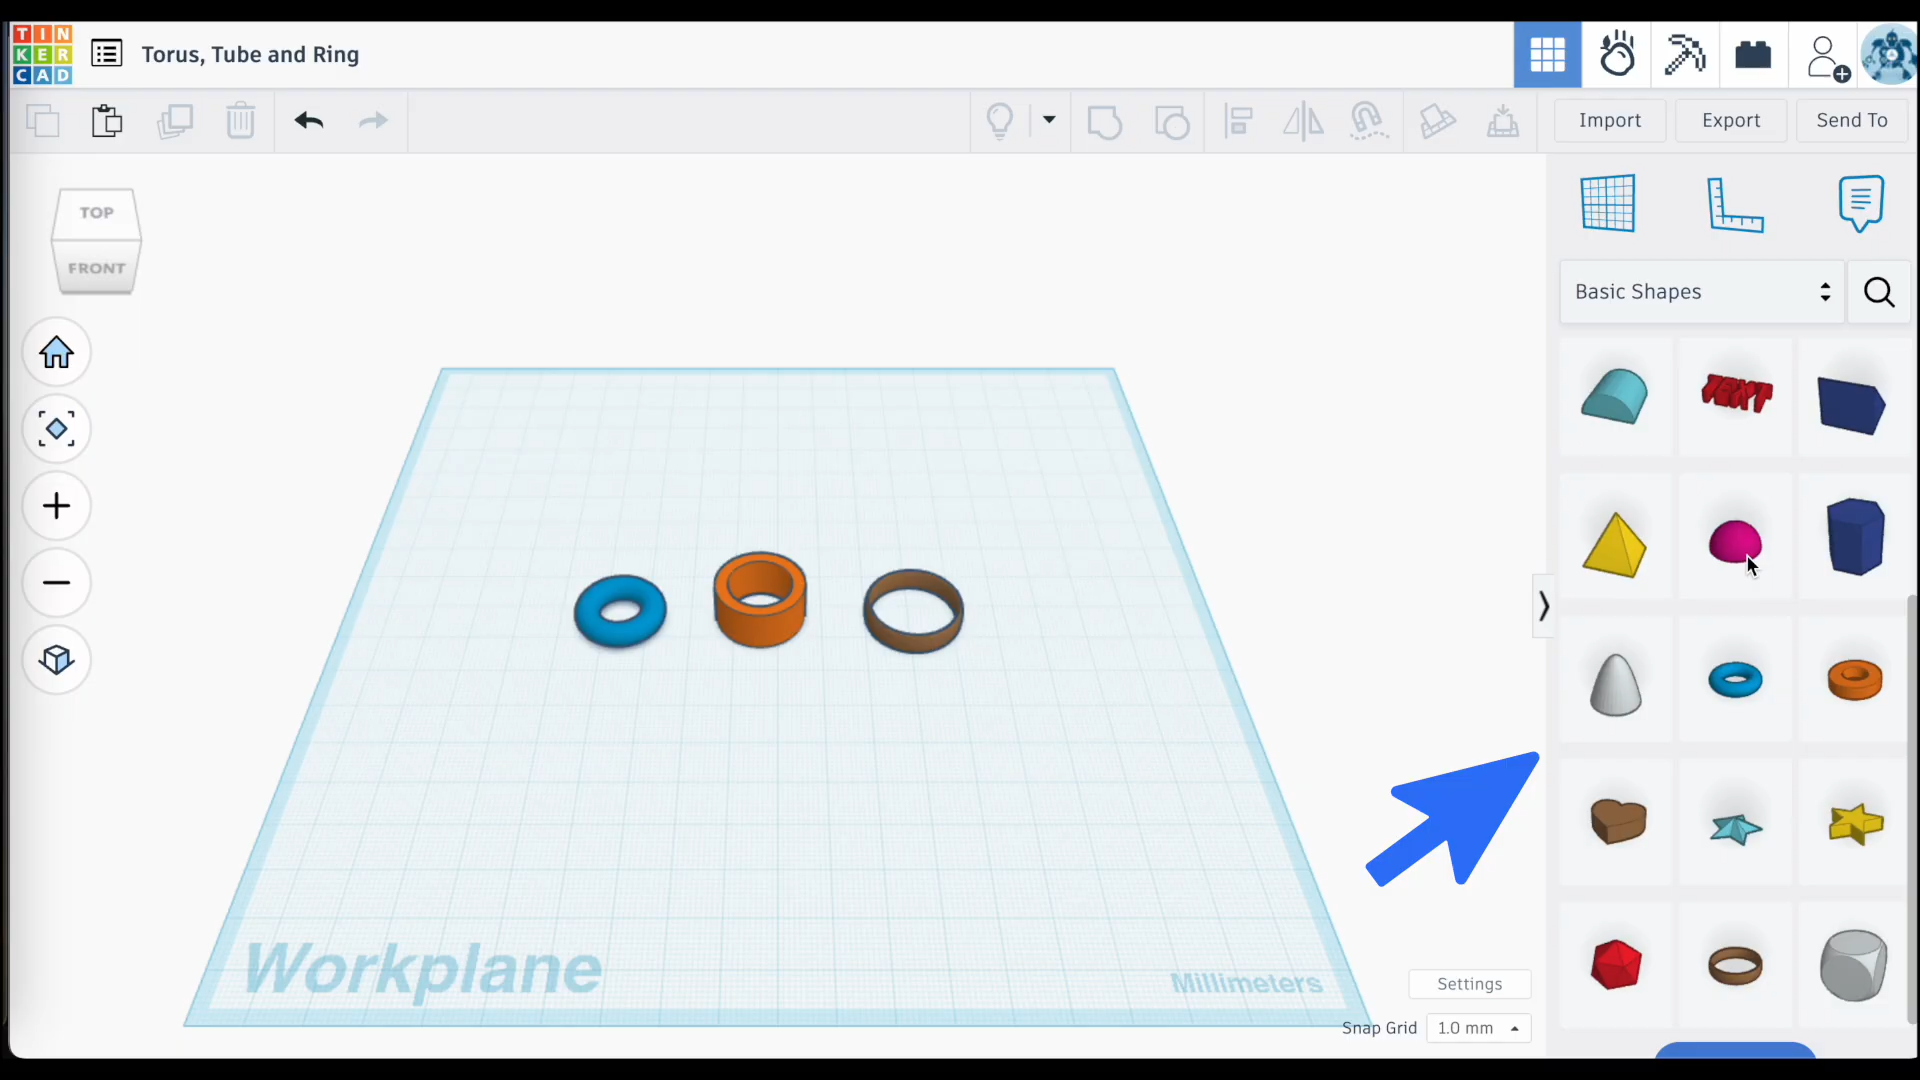 TIN
KER
CAD
Torus, Tube and Ring
Import
Export
Send To
TOP
FRONT
Basic Shapes
TEXT
Workplane
Millimeters
Settings
Snap Grid
1.0 mm